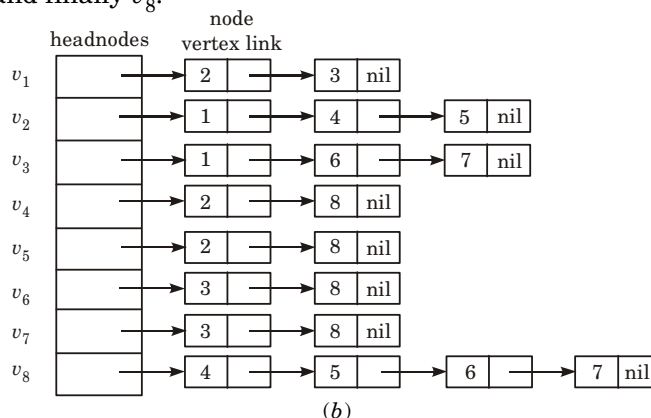 and finally v₈.
node
headnodes vertex link
v₁ 2 3 nil
v₂ 1 4 5 nil
v₃ 1 6 7 nil
v₄ 2 8 nil
v₅ 2 8 nil
v₆ 3 8 nil
v₇ 3 8 nil
v₈ 4 5 6 7 nil
(b)